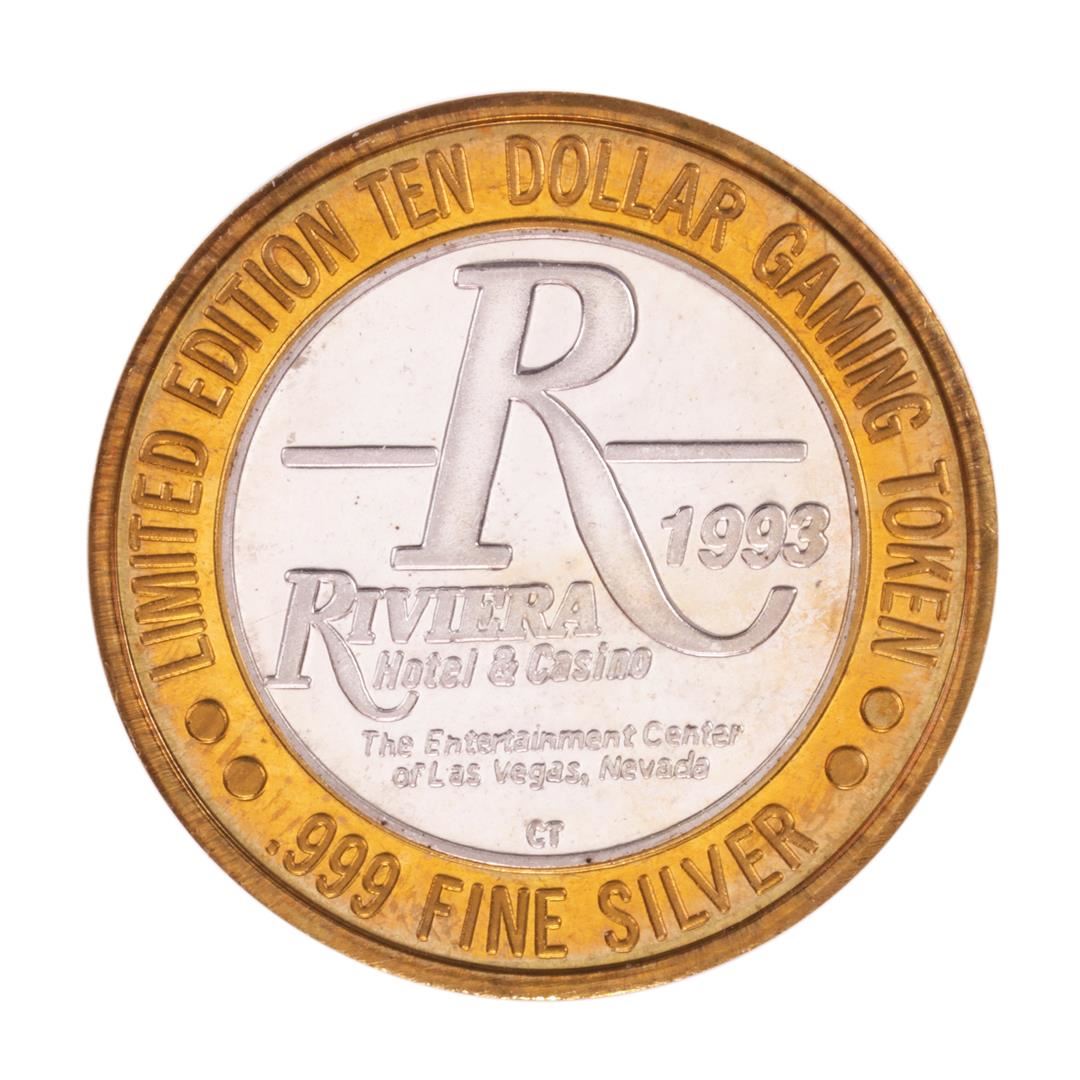 LIMITED EDITION TEN DOLLAR GAMING TOKEN
R
1993
RIVIERA
Hotel & Casino
The Entertainment Center
of Las Vegas, Nevada
CT
.999 FINE SILVER